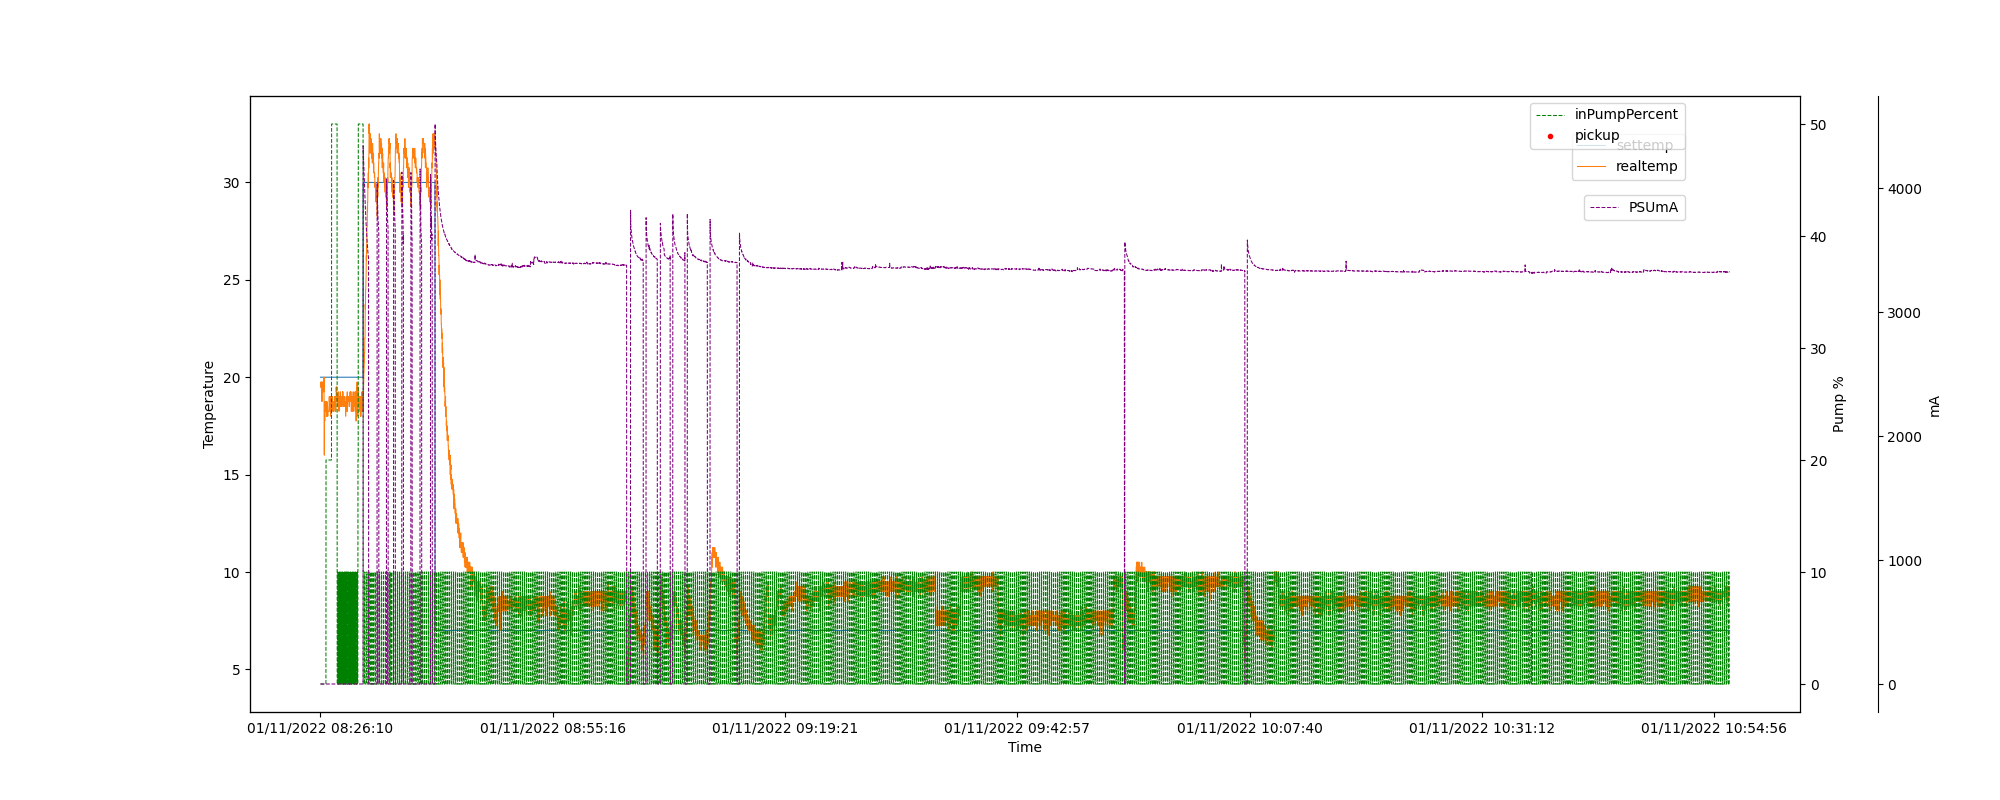 inPumpPercent
pickup
settemp
realtemp
PSUmA
30
25
20
15
10
5
Temperature
50
40
30
20
10
0
Pump %
4000
3000
2000
1000
0
mA
01/11/2022 08:26:10
01/11/2022 08:55:16
01/11/2022 09:19:21
01/11/2022 09:42:57
01/11/2022 10:07:40
01/11/2022 10:31:12
01/11/2022 10:54:56
Time